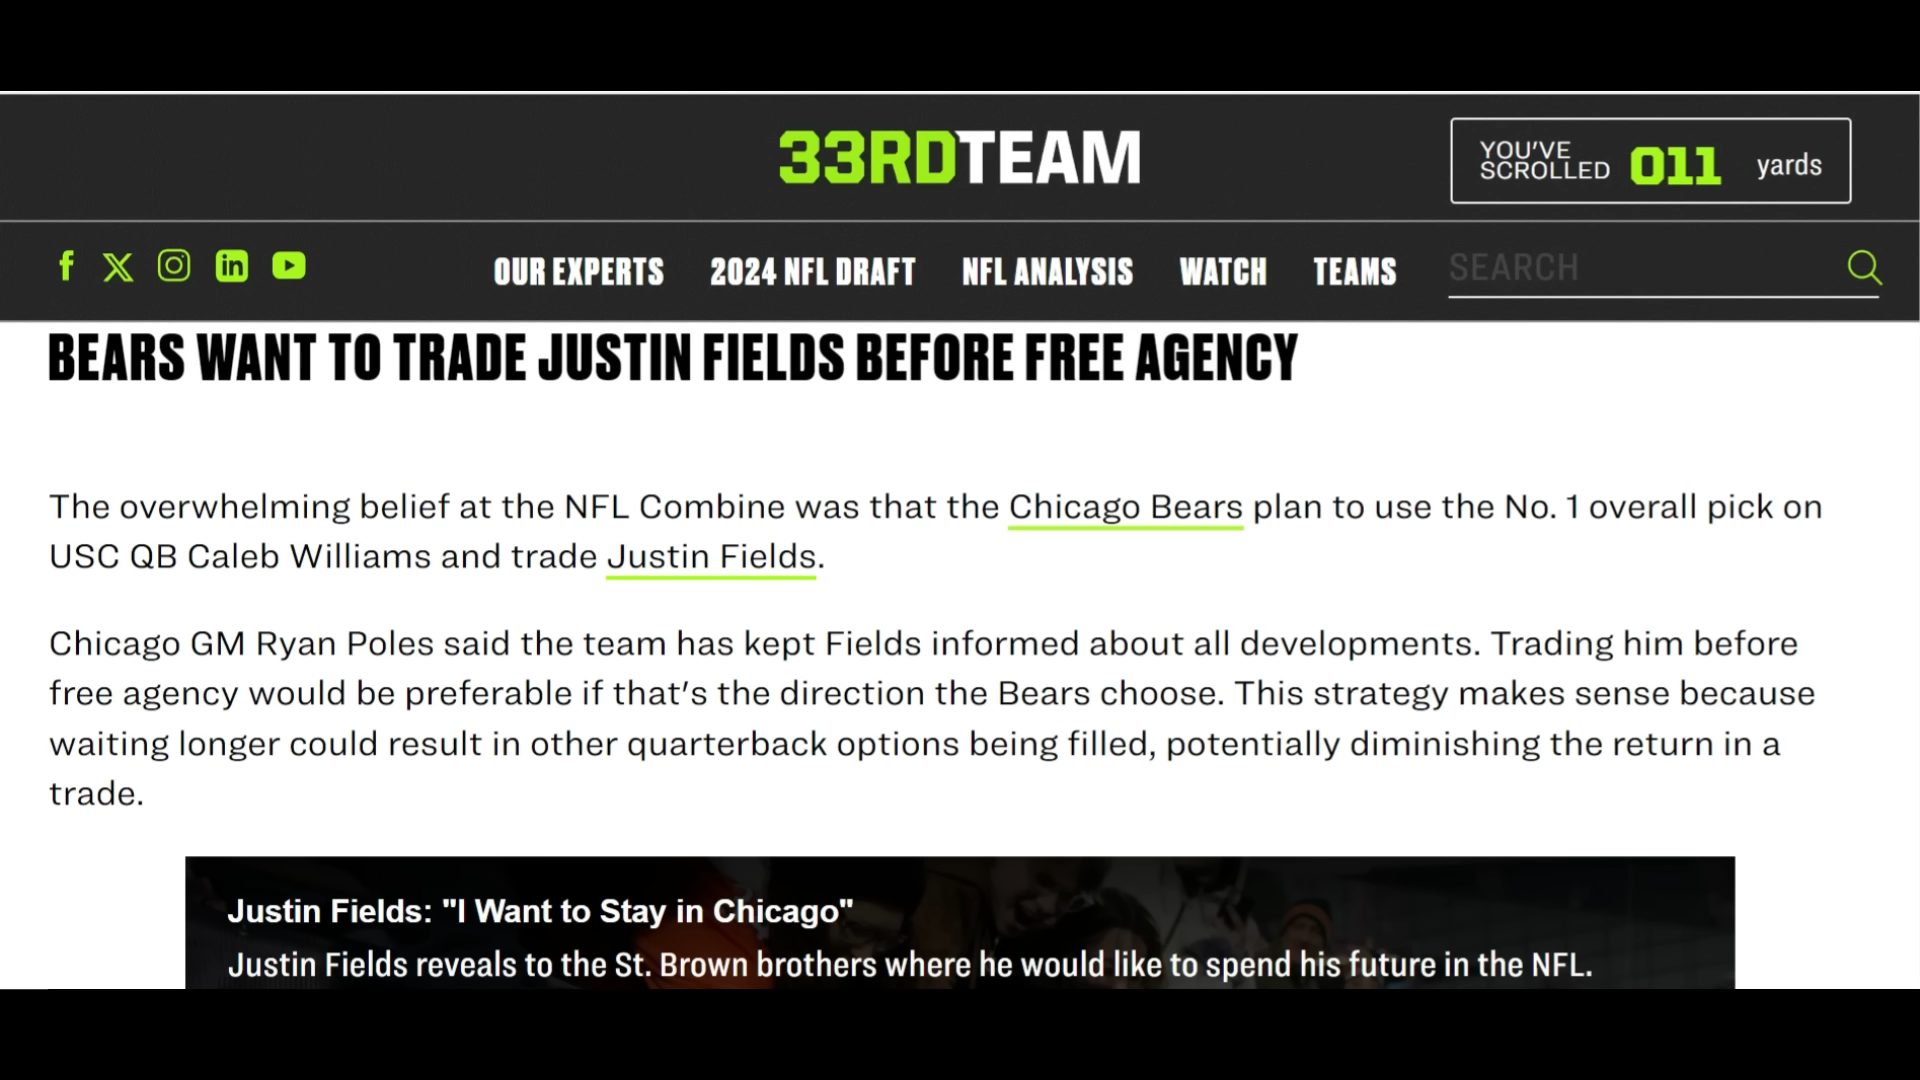 33RDTEAM
YOU'VE
SCROLLED 011 yards
OUR EXPERTS 2024 NFL DRAFT NFL ANALYSIS WATCH TEAMS SEARCH
BEARS WANT TO TRADE JUSTIN FIELDS BEFORE FREE AGENCY
The overwhelming belief at the NFL Combine was that the Chicago Bears plan to use the No. 1 overall pick on
USC QB Caleb Williams and trade Justin Fields.
Chicago GM Ryan Poles said the team has kept Fields informed about all developments. Trading him before
free agency would be preferable if that's the direction the Bears choose. This strategy makes sense because
waiting longer could result in other quarterback options being filled, potentially diminishing the return in a
trade.
Justin Fields: "I Want to Stay in Chicago"
Justin Fields reveals to the St. Brown brothers where he would like to spend his future in the NFL.